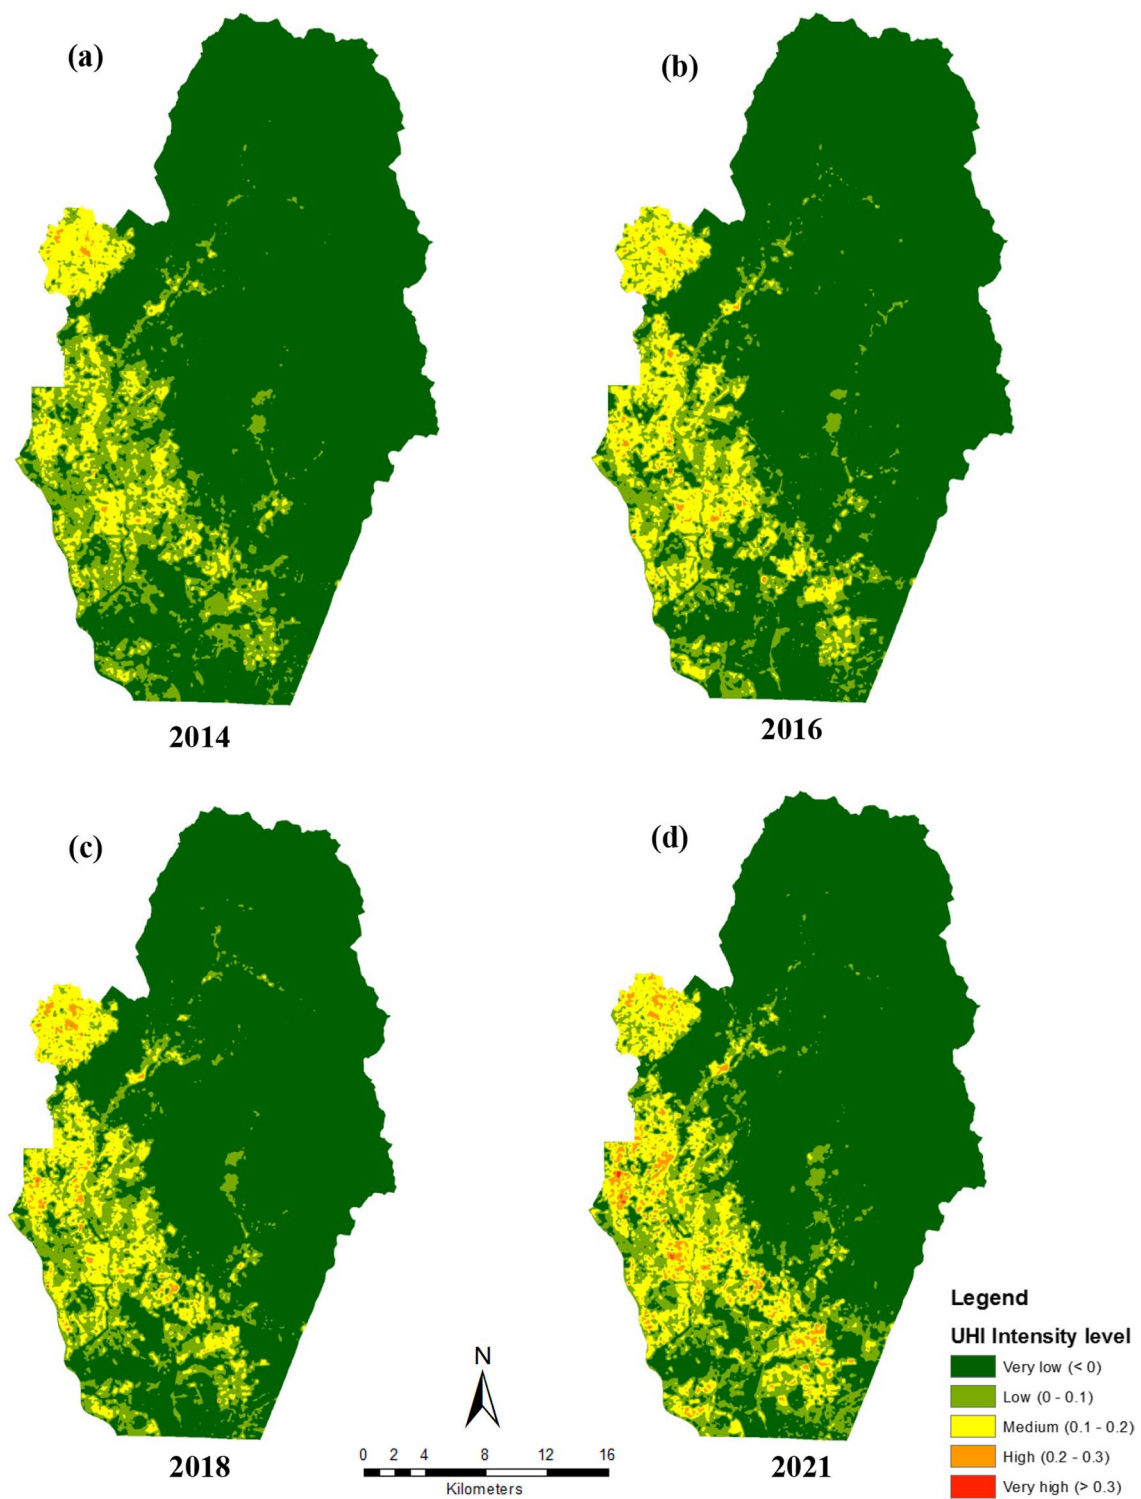 (a)
(b)
2014
2016
(c)
(d)
2018
2021
N
0 2 4 8 12 16
Kilometers
Legend
UHI Intensity level
Very low (< 0)
Low (0 - 0.1)
Medium (0.1 - 0.2)
High (0.2 - 0.3)
Very high (> 0.3)